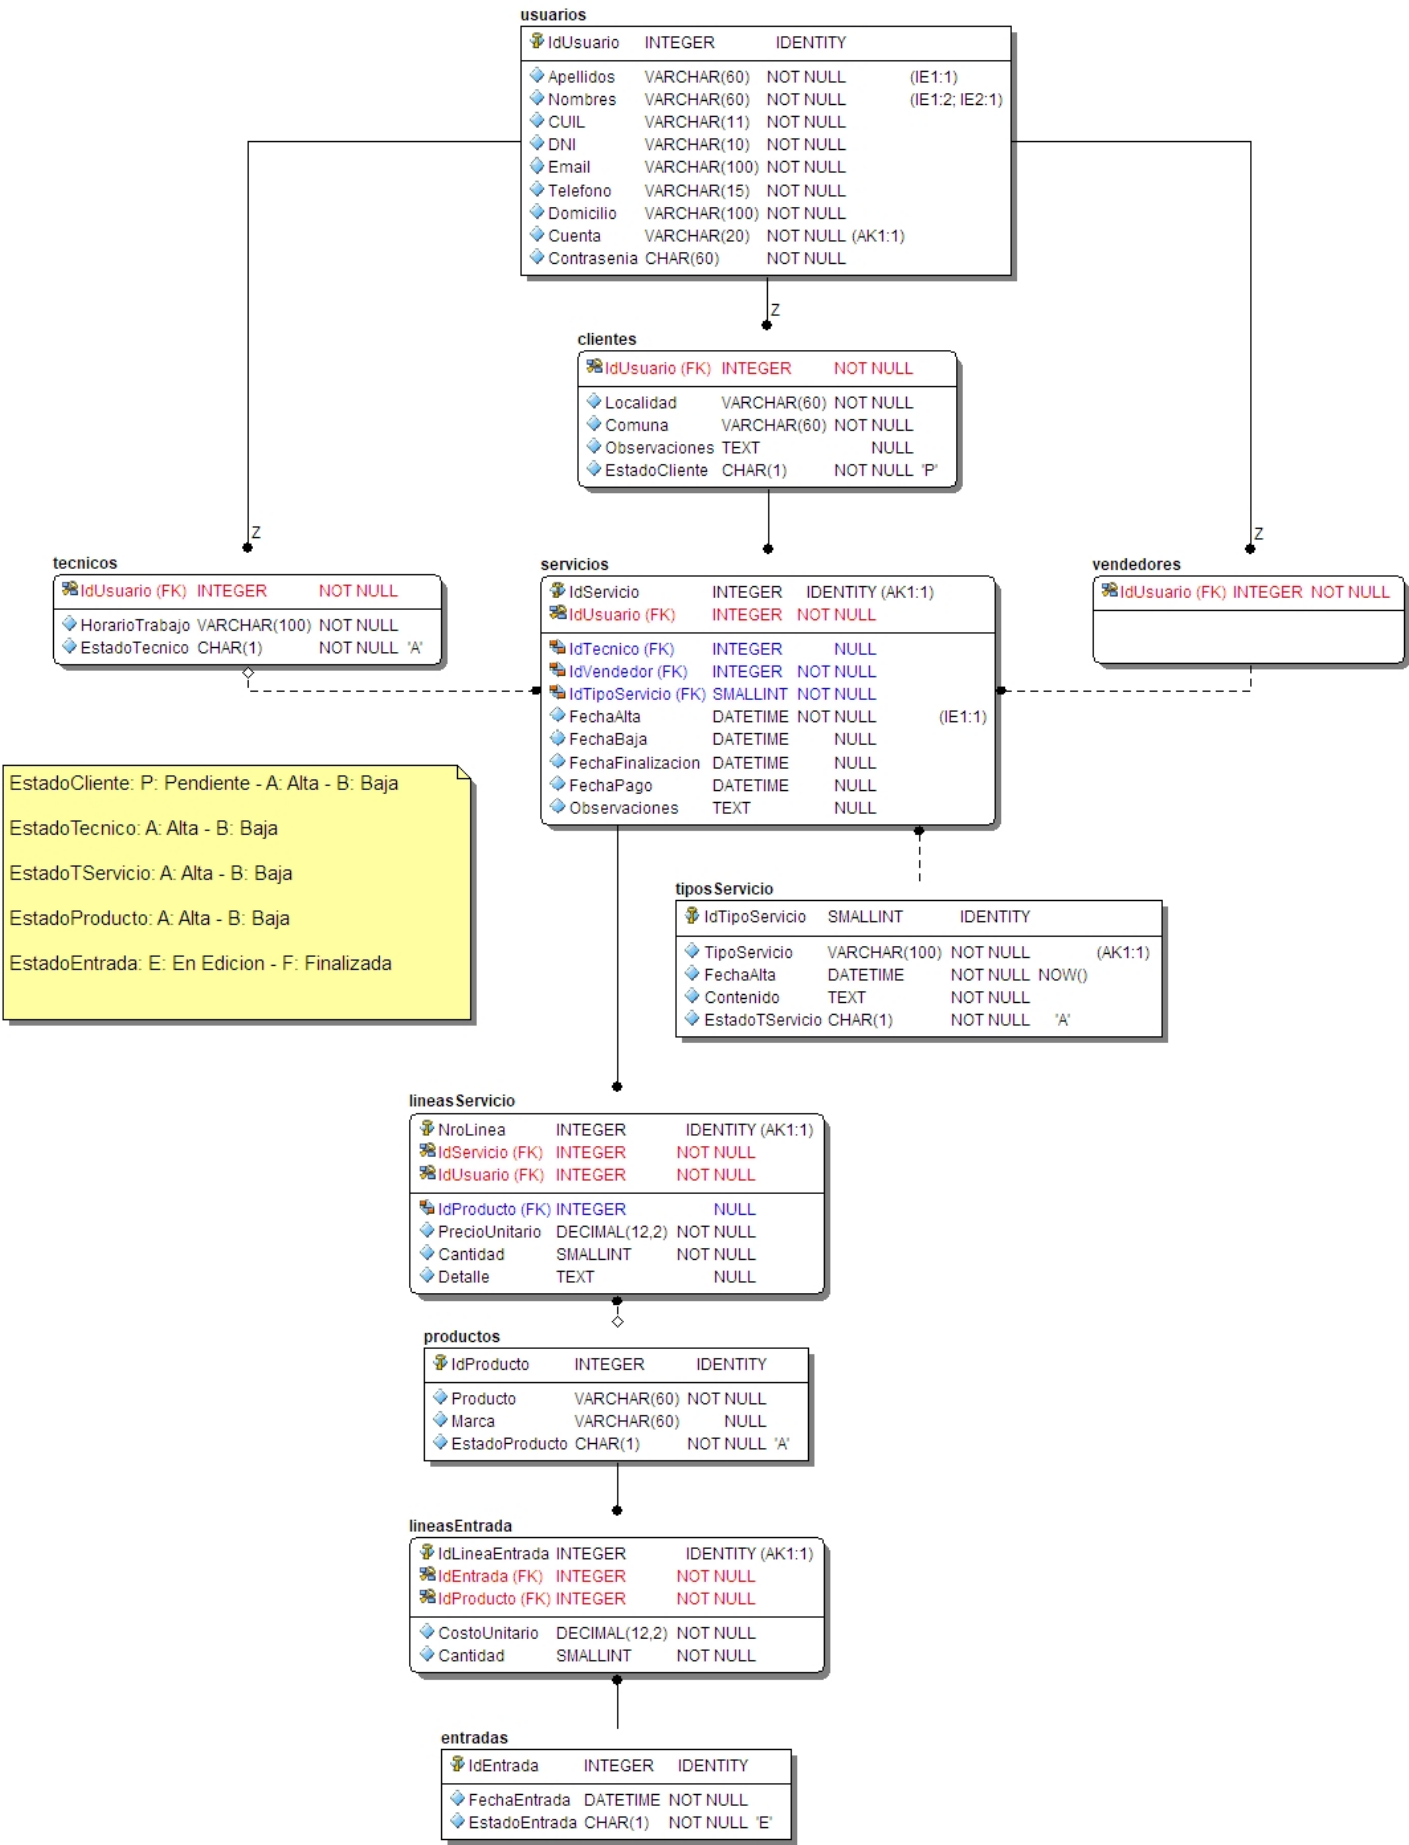 usuarios
IdUsuario INTEGER IDENTITY
Apellidos VARCHAR(60) NOT NULL (IE1:1)
Nombres VARCHAR(60) NOT NULL (IE1:2; IE2:1)
CUIL VARCHAR(11) NOT NULL
DNI VARCHAR(10) NOT NULL
Email VARCHAR(100) NOT NULL
Telefono VARCHAR(15) NOT NULL
Domicilio VARCHAR(100) NOT NULL
Cuenta VARCHAR(20) NOT NULL (AK1:1)
Contrasenia CHAR(60) NOT NULL
Z
clientes
IdUsuario (FK) INTEGER NOT NULL
Localidad VARCHAR(60) NOT NULL
Comuna VARCHAR(60) NOT NULL
Observaciones TEXT NULL
EstadoCliente CHAR(1) NOT NULL 'P'
Z
tecnicos
IdUsuario (FK) INTEGER NOT NULL
HorarioTrabajo VARCHAR(100) NOT NULL
EstadoTecnico CHAR(1) NOT NULL 'A'
servicios
IdServicio INTEGER IDENTITY (AK1:1)
IdUsuario (FK) INTEGER NOT NULL
IdTecnico (FK) INTEGER NULL
IdVendedor (FK) INTEGER NOT NULL
IdTipoServicio (FK) SMALLINT NOT NULL
FechaAlta DATETIME NOT NULL (IE1:1)
FechaBaja DATETIME NULL
FechaFinalizacion DATETIME NULL
FechaPago DATETIME NULL
Observaciones TEXT NULL
Z
vendedores
IdUsuario (FK) INTEGER NOT NULL
EstadoCliente: P: Pendiente - A: Alta - B: Baja
EstadoTecnico: A: Alta - B: Baja
EstadoTServicio: A: Alta - B: Baja
EstadoProducto: A: Alta - B: Baja
EstadoEntrada: E: En Edicion - F: Finalizada
tiposServicio
IdTipoServicio SMALLINT IDENTITY
TipoServicio VARCHAR(100) NOT NULL (AK1:1)
FechaAlta DATETIME NOT NULL NOW()
Contenido TEXT NOT NULL
EstadoTServicio CHAR(1) NOT NULL 'A'
lineasServicio
NroLinea INTEGER IDENTITY (AK1:1)
IdServicio (FK) INTEGER NOT NULL
IdUsuario (FK) INTEGER NOT NULL
IdProducto (FK) INTEGER NULL
PrecioUnitario DECIMAL(12,2) NOT NULL
Cantidad SMALLINT NOT NULL
Detalle TEXT NULL
productos
IdProducto INTEGER IDENTITY
Producto VARCHAR(60) NOT NULL
Marca VARCHAR(60) NULL
EstadoProducto CHAR(1) NOT NULL 'A'
lineasEntrada
IdLineaEntrada INTEGER IDENTITY (AK1:1)
IdEntrada (FK) INTEGER NOT NULL
IdProducto (FK) INTEGER NOT NULL
CostoUnitario DECIMAL(12,2) NOT NULL
Cantidad SMALLINT NOT NULL
entradas
IdEntrada INTEGER IDENTITY
FechaEntrada DATETIME NOT NULL
EstadoEntrada CHAR(1) NOT NULL 'E'